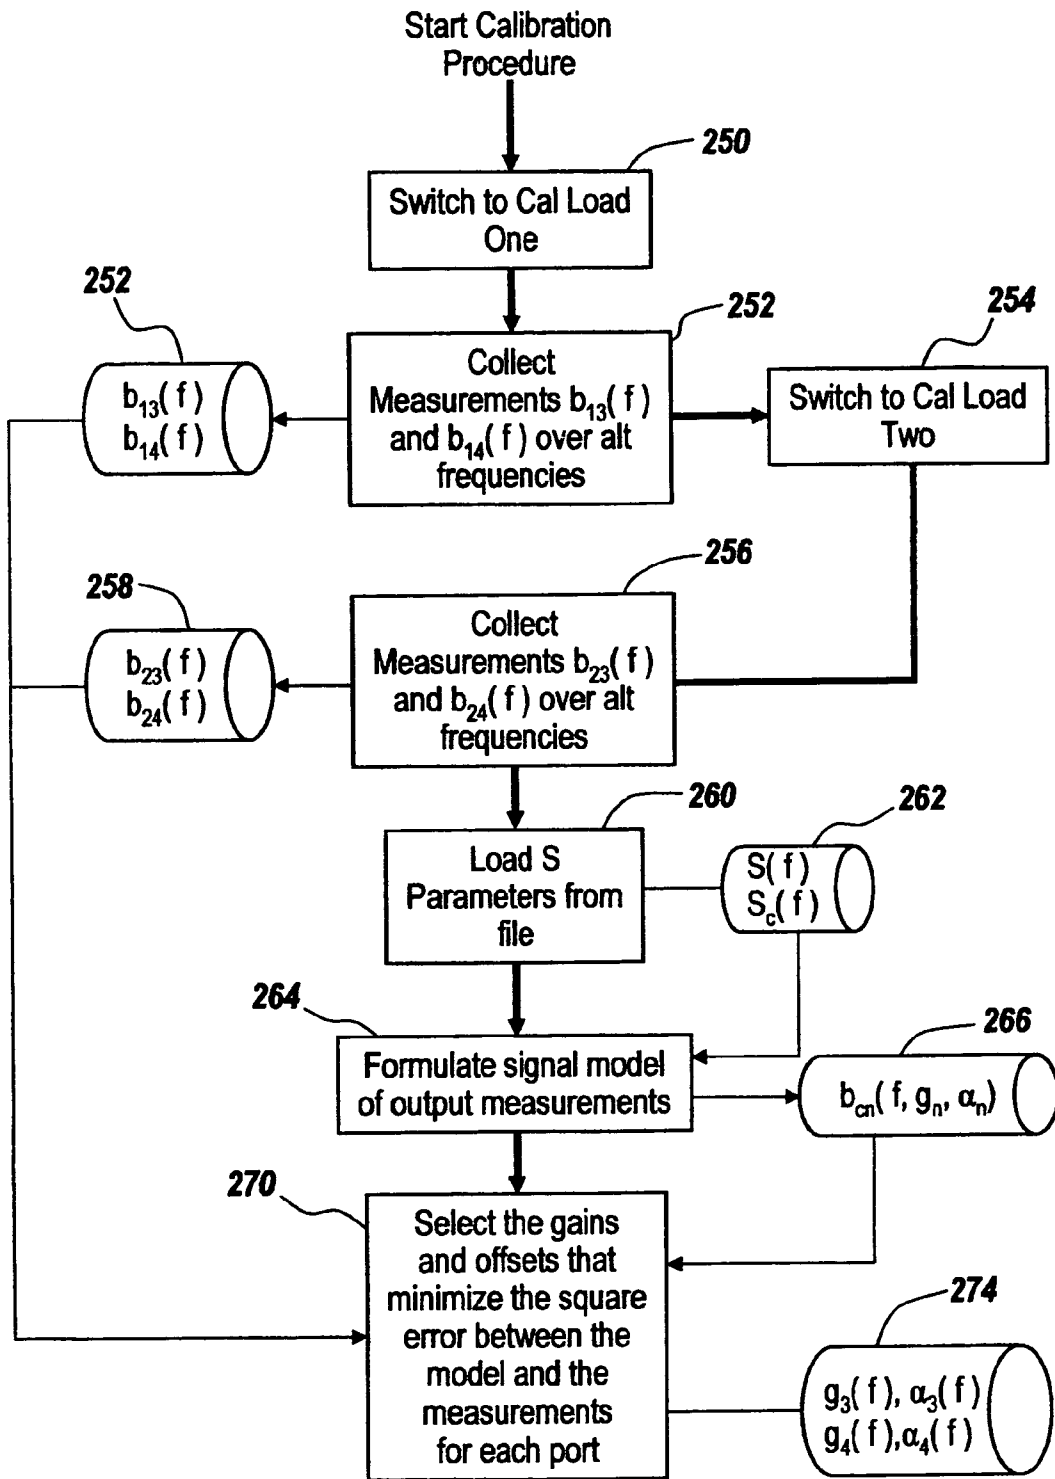 Start Calibration
Procedure
250
Switch to Cal Load
One
252
b13(f)
b14(f)
252
Collect
Measurements b13(f)
and b14(f) over alt
frequencies
254
Switch to Cal Load
Two
258
b23(f)
b24(f)
256
Collect
Measurements b23(f)
and b24(f) over alt
frequencies
260
Load S
Parameters from
file
262
S(f)
Sc(f)
264
Formulate signal model
of output measurements
266
bcn(f, gn, αn)
270
Select the gains
and offsets that
minimize the square
error between the
model and the
measurements
for each port
274
g3(f), α3(f)
g4(f),α4(f)